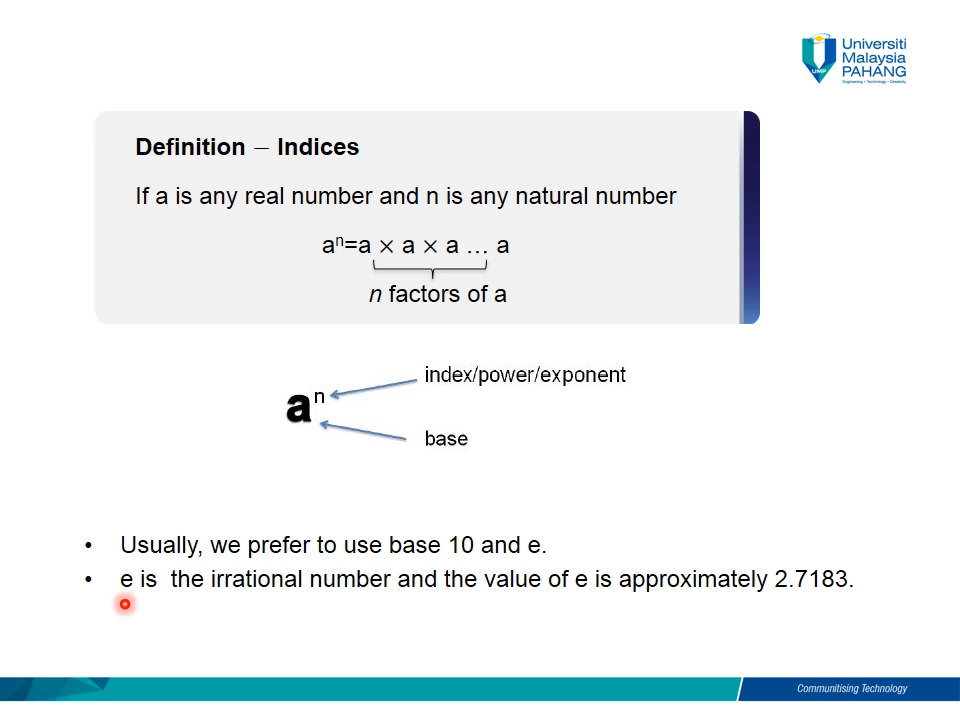 Universiti
Malaysia
PAHANG
Engineering • Technology • Creativity
UMP
Definition – Indices
If a is any real number and n is any natural number
aⁿ=a × a × a … a
n factors of a
index/power/exponent
aⁿ
base
• Usually, we prefer to use base 10 and e.
• e is  the irrational number and the value of e is approximately 2.7183.
Communitising Technology